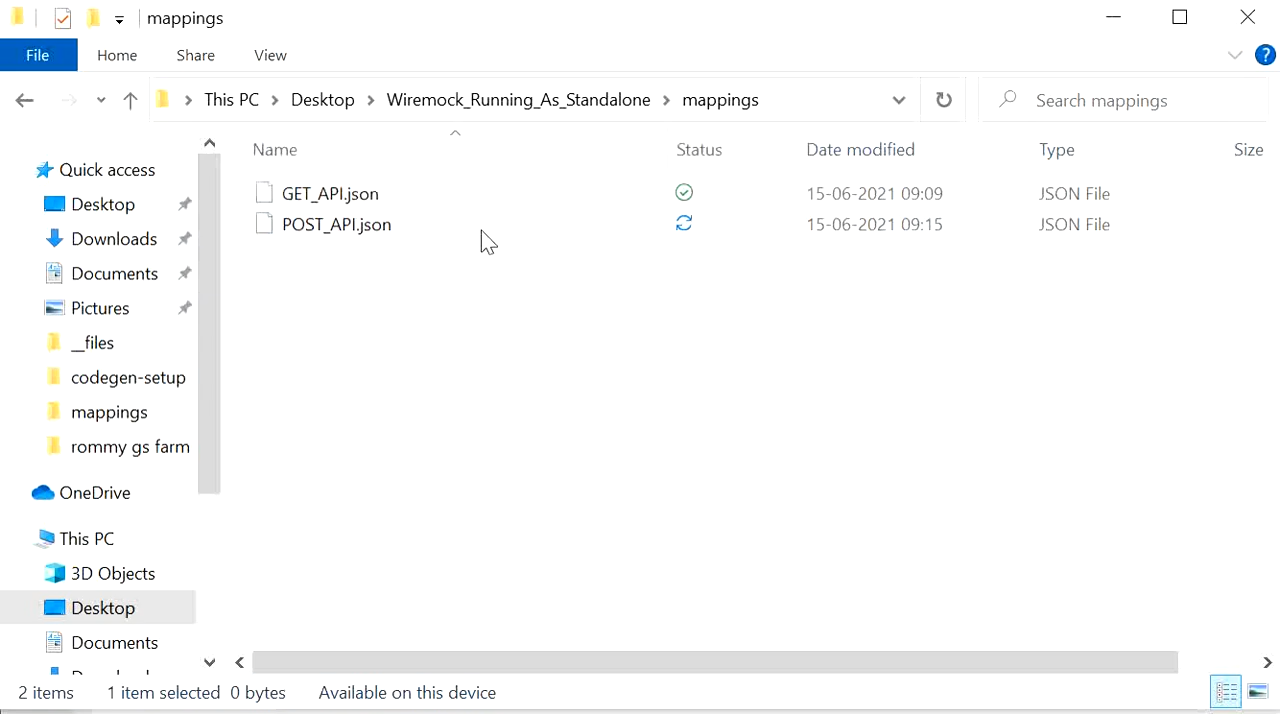 mappings
File Home Share View
This PC Desktop Wiremock_Running_As_Standalone mappings Search mappings
Name Status Date modified Type Size
GET_API.json 15-06-2021 09:09 JSON File
POST_API.json 15-06-2021 09:15 JSON File
Quick access
Desktop
Downloads
Documents
Pictures
__files
codegen-setup
mappings
rommy gs farm
OneDrive
This PC
3D Objects
Desktop
Documents
2 items 1 item selected 0 bytes Available on this device